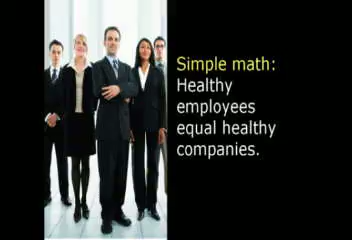 Simple math:
Healthy
employees
equal healthy
companies.